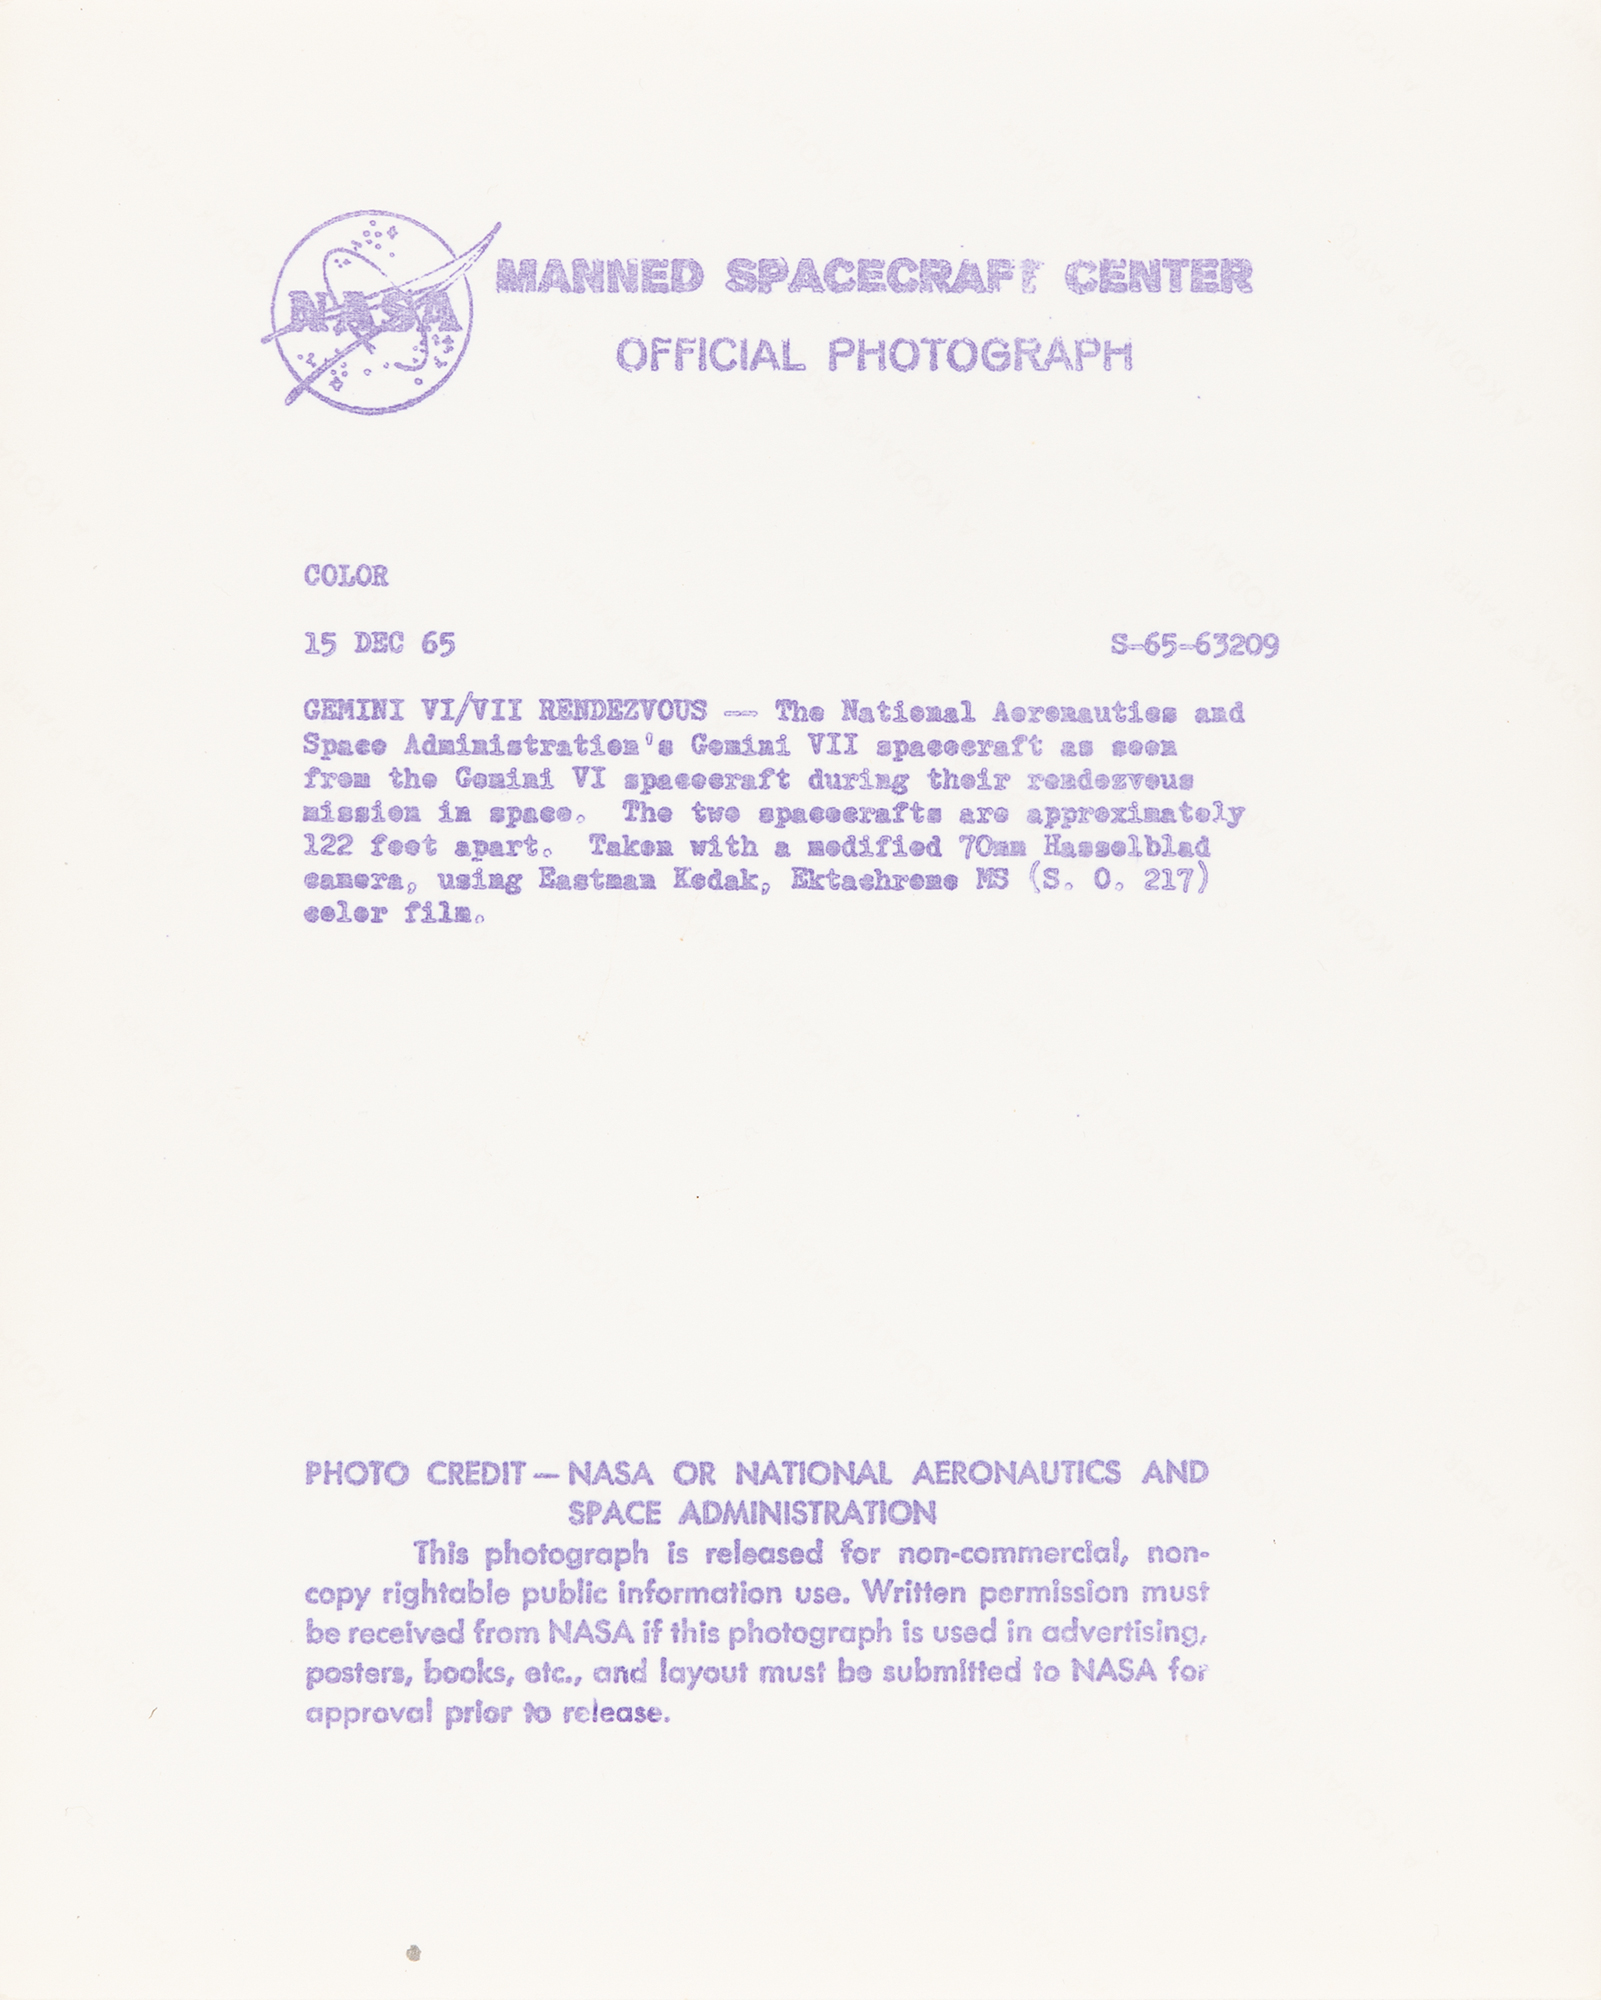 NASA
MANNED SPACECRAFT CENTER
OFFICIAL PHOTOGRAPH
COLOR
15 DEC 65 S-65-63209
GEMINI VI/VII RENDEZVOUS -- The National Aeronautics and
Space Administration's Gemini VII spacecraft as seen
from the Gemini VI spacecraft during their rendezvous
mission in space. The two spacecrafts are approximately
122 feet apart. Taken with a modified 70mm Hasselblad
camera, using Eastman Kodak, Ektachrome MS (S. O. 217)
color film.
PHOTO CREDIT — NASA OR NATIONAL AERONAUTICS AND
SPACE ADMINISTRATION
This photograph is released for non-commercial, non-
copy rightable public information use. Written permission must
be received from NASA if this photograph is used in advertising,
posters, books, etc., and layout must be submitted to NASA for
approval prior to release.